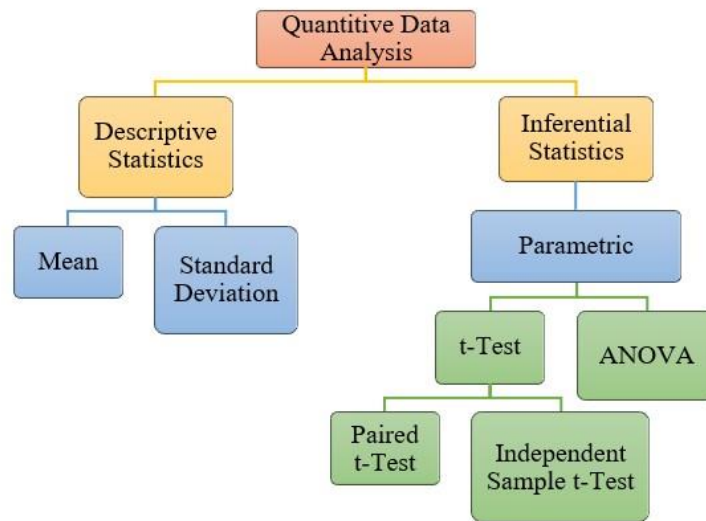 Quantitive Data
Analysis
Descriptive
Statistics
Inferential
Statistics
Mean
Standard
Deviation
Parametric
t-Test
ANOVA
Paired
t-Test
Independent
Sample t-Test